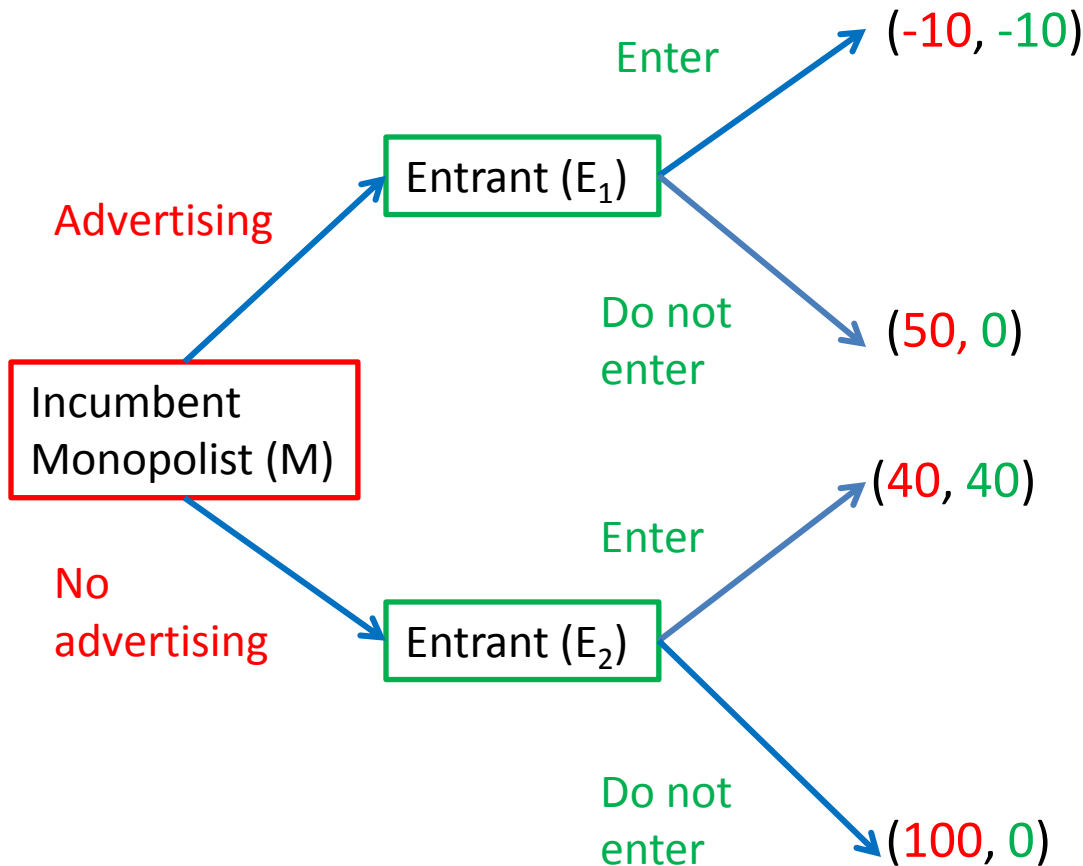 Enter
(-10, -10)
Entrant (E₁)
Advertising
Do not
enter
(50, 0)
Incumbent
Monopolist (M)
(40, 40)
Enter
No
advertising
Entrant (E₂)
Do not
enter
(100, 0)